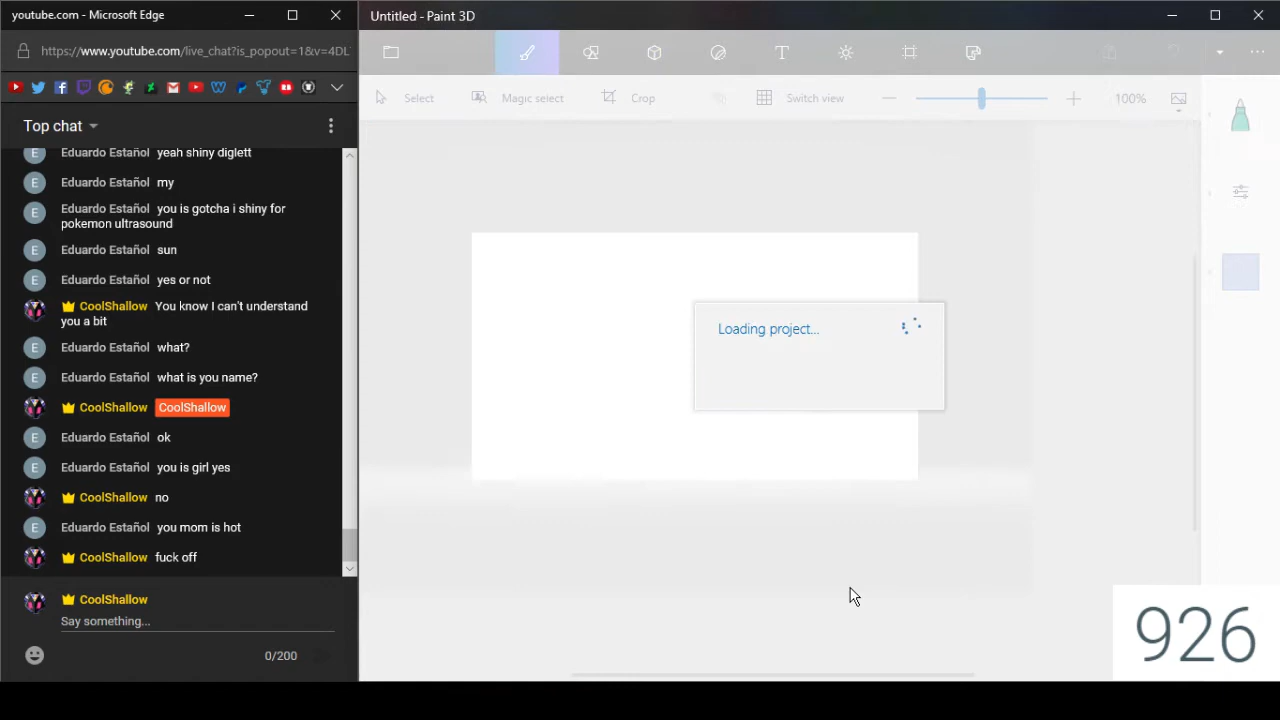 youtube.com - Microsoft Edge
Untitled - Paint 3D
https://www.youtube.com/live_chat?is_popout=1&v=4DL
Select
Magic select
Crop
Switch view
100%
Top chat
Eduardo Estañol yeah shiny diglett
Eduardo Estañol my
Eduardo Estañol you is gotcha i shiny for
pokemon ultrasound
Eduardo Estañol sun
Eduardo Estañol yes or not
CoolShallow You know I can't understand
you a bit
Eduardo Estañol what?
Eduardo Estañol what is you name?
CoolShallow CoolShallow
Eduardo Estañol ok
Eduardo Estañol you is girl yes
CoolShallow no
Eduardo Estañol you mom is hot
CoolShallow fuck off
CoolShallow
Say something...
0/200
Loading project...
926